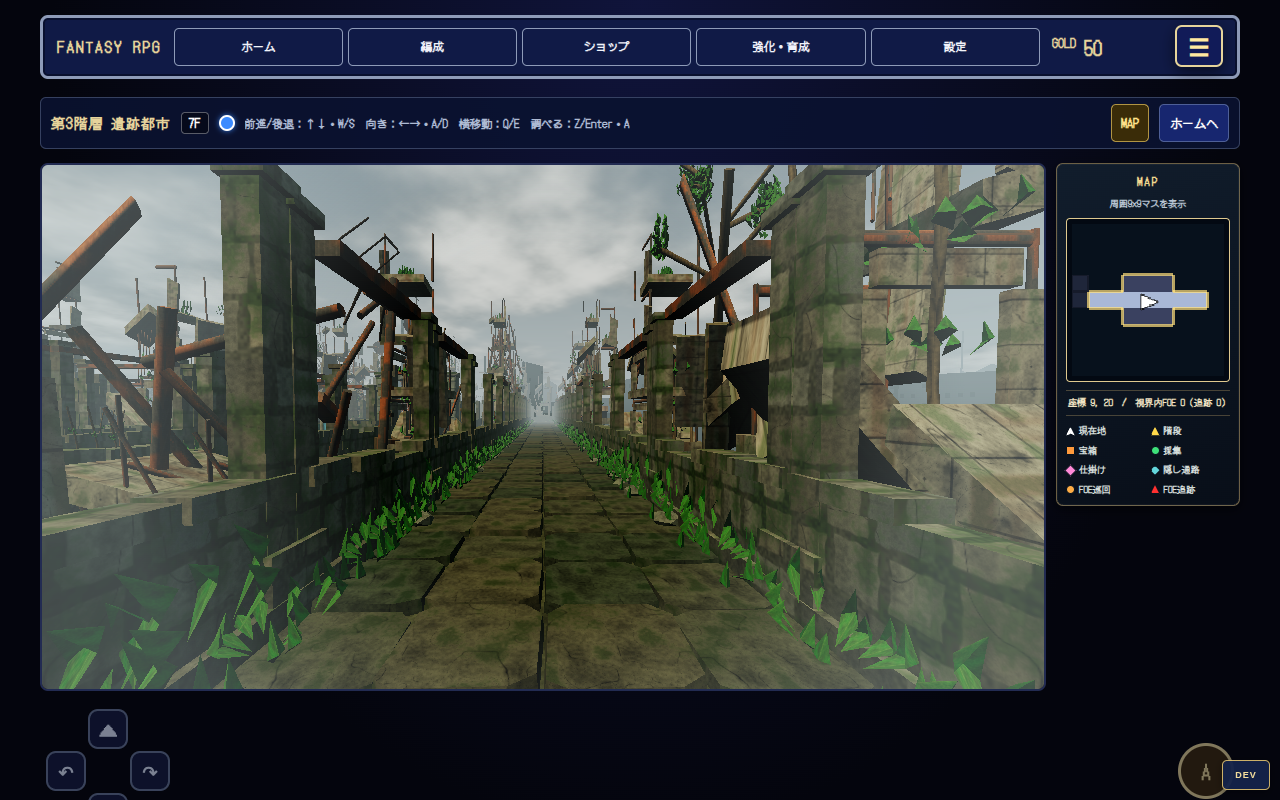 FANTASY RPG
ホーム
編成
ショップ
強化・育成
設定
GOLD 50
第3階層 遺跡都市 7F 前進/後退:↑↓・W/S 向き:←→・A/D 横移動:Q/E 調べる:Z/Enter・A
MAP
ホームへ
MAP
周囲9x9マスを表示
座標 9, 20 / 視界内FOE 0 (追跡 0)
現在地
階段
宝箱
採集
仕掛け
隠し通路
FOE巡回
FOE追跡
A
DEV